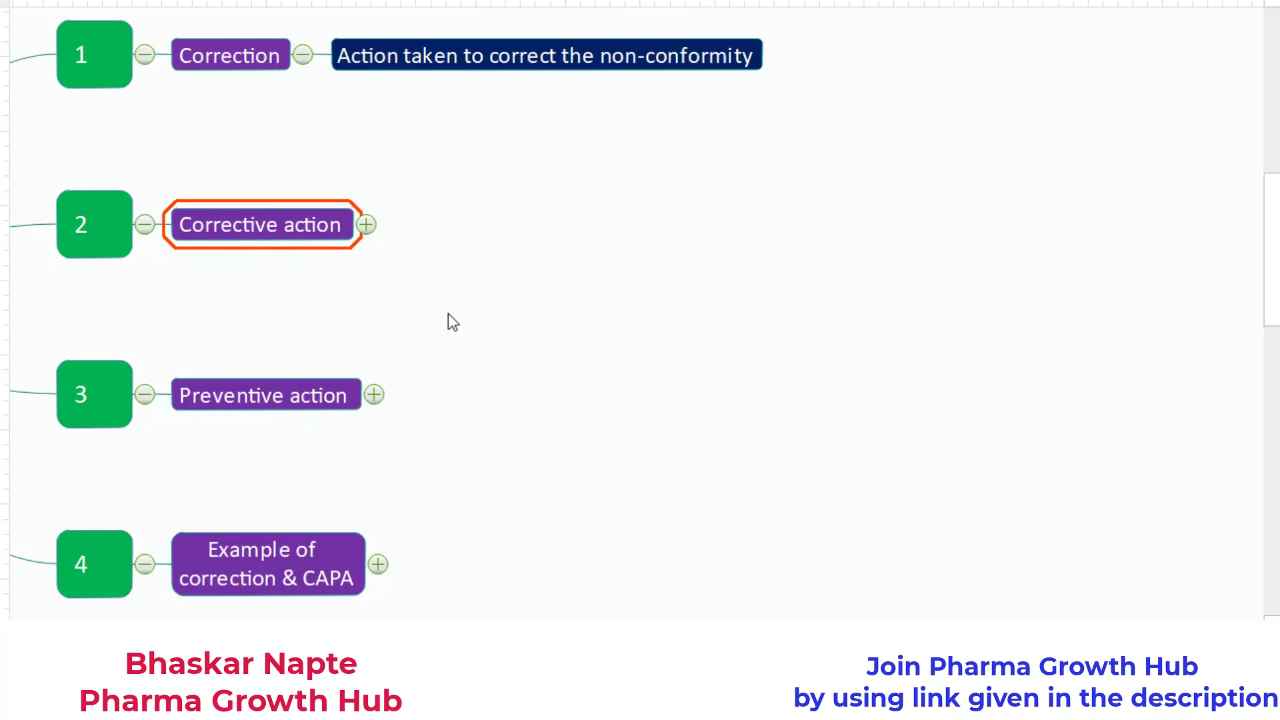 1
Correction
Action taken to correct the non-conformity
2
Corrective action
3
Preventive action
4
Example of
correction & CAPA
Bhaskar Napte
Pharma Growth Hub
Join Pharma Growth Hub
by using link given in the description